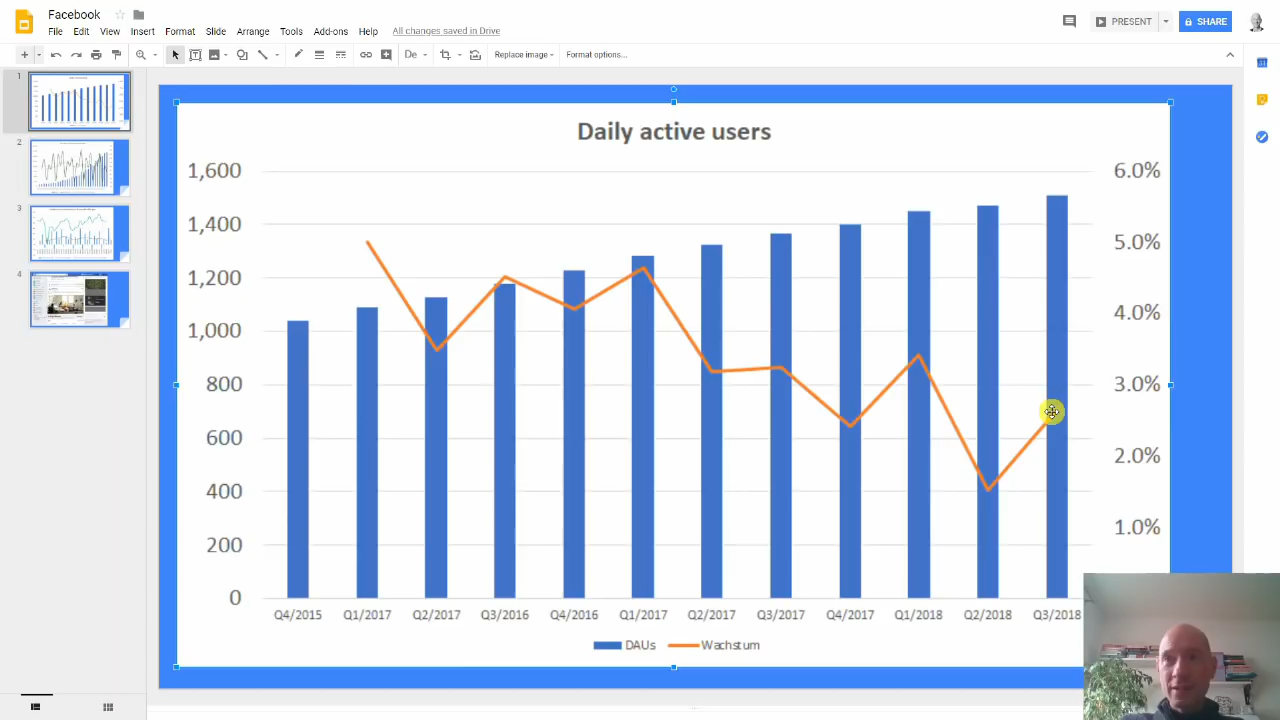 Facebook
File Edit View Insert Format Slide Arrange Tools Add-ons Help All changes saved in Drive
PRESENT
SHARE
De
Replace image
Format options...
1
2
3
4
Daily active users
1,600
1,400
1,200
1,000
800
600
400
200
0
6.0%
5.0%
4.0%
3.0%
2.0%
1.0%
Q4/2015 Q1/2017 Q2/2017 Q3/2016 Q4/2016 Q1/2017 Q2/2017 Q3/2017 Q4/2017 Q1/2018 Q2/2018 Q3/2018
DAUs Wachstum